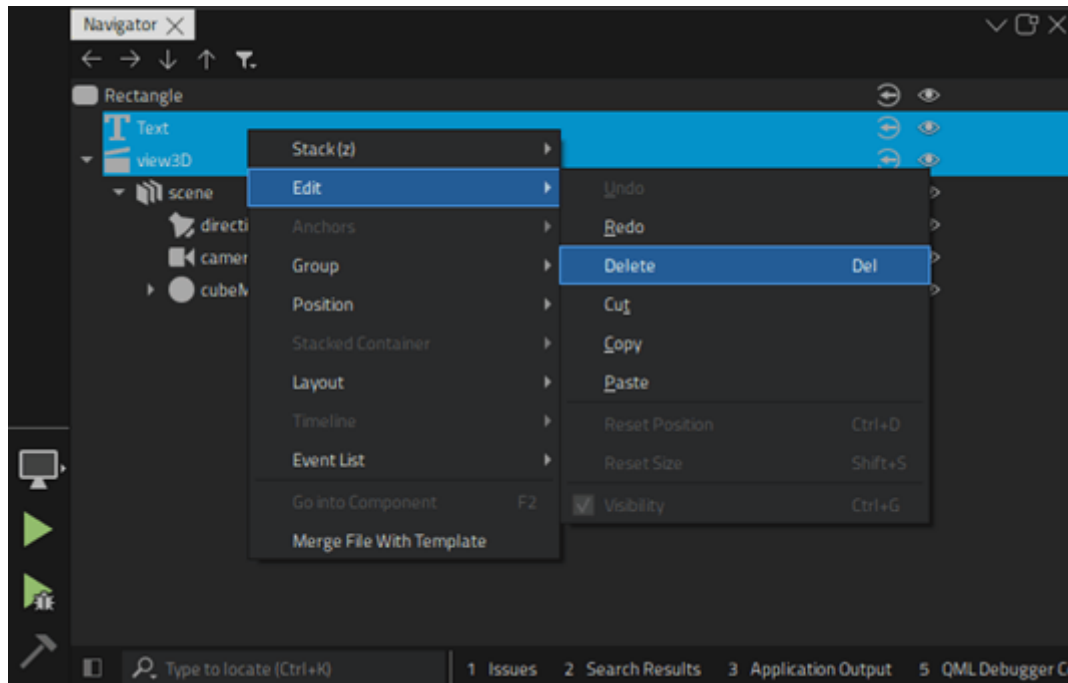 Navigator
Rectangle
Text
view3D
scene
directi
camer
cubeM
Stack (z)
Edit
Anchors
Group
Position
Stacked Container
Layout
Timeline
Event List
Go into Component F2
Merge File With Template
Undo
Redo
Delete Del
Cut
Copy
Paste
Reset Position Ctrl+D
Reset Size Shift+S
Visibility Ctrl+G
Type to locate (Ctrl+K) 1 Issues 2 Search Results 3 Application Output 5 QML Debugger C